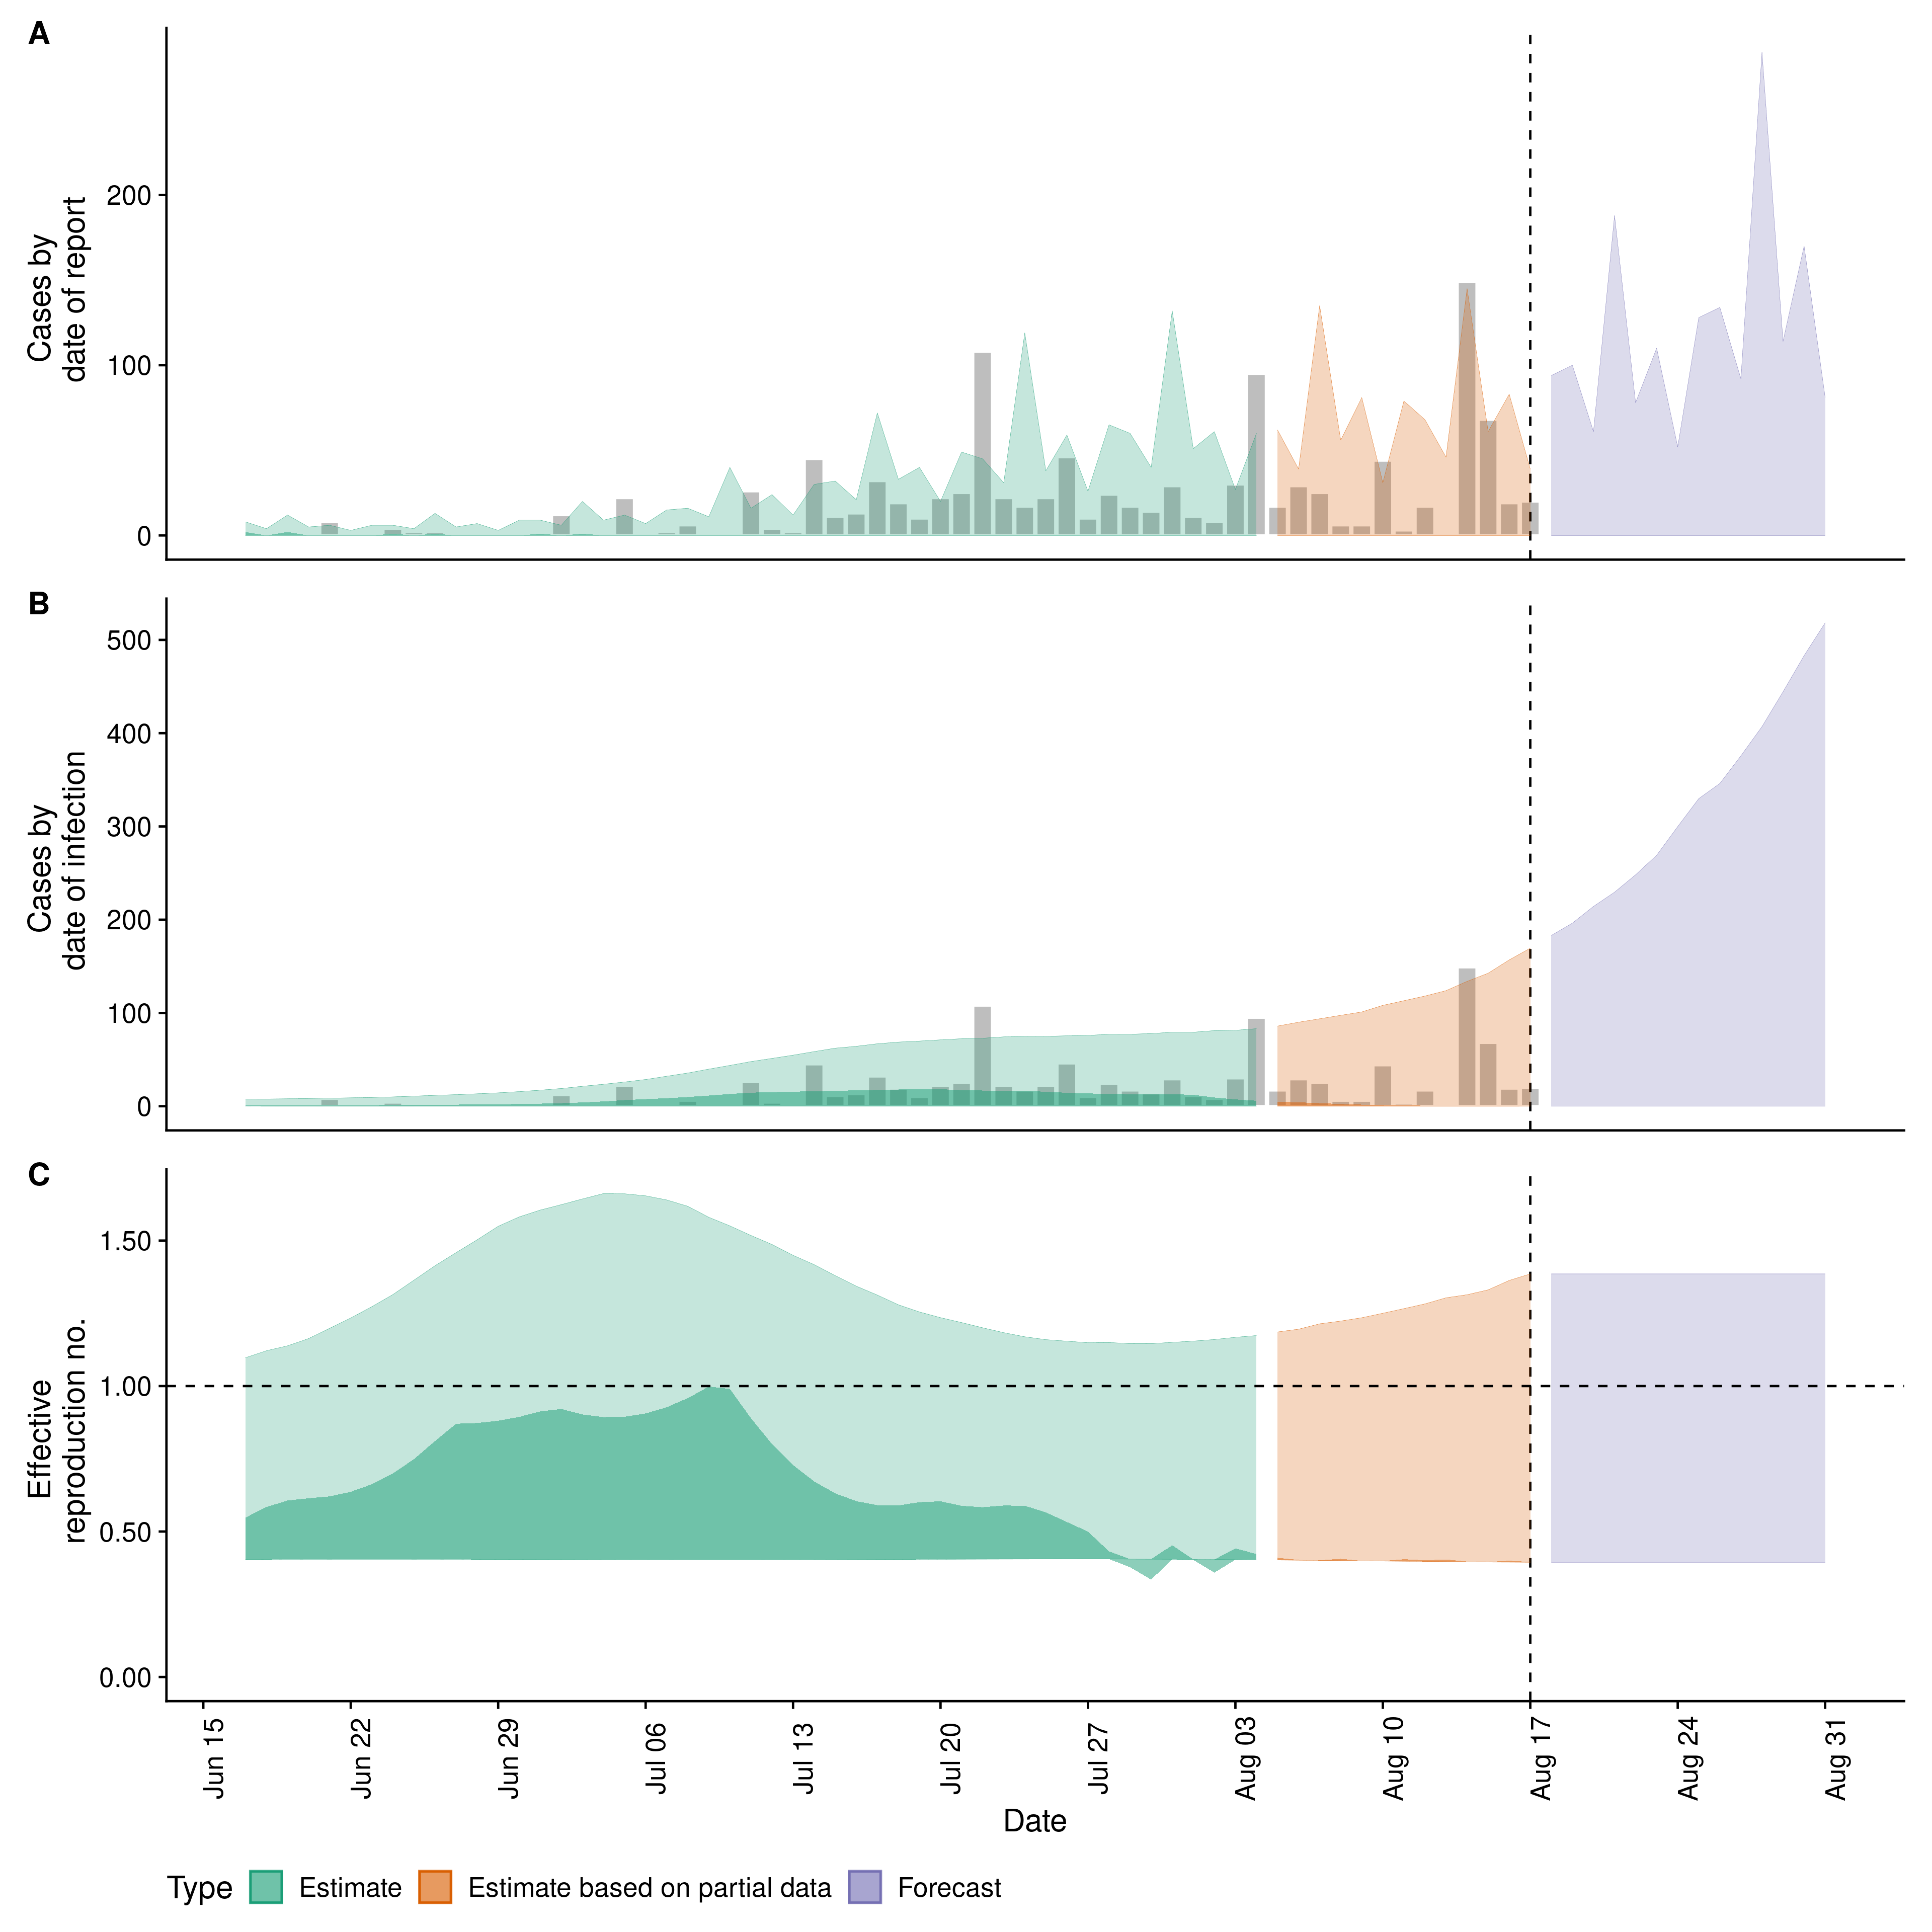 A
Cases by
date of report
200
100
0
B
Cases by
date of infection
500
400
300
200
100
0
C
Effective
reproduction no.
1.50
1.00
0.50
0.00
Jun 15
Jun 22
Jun 29
Jul 06
Jul 13
Jul 20
Jul 27
Aug 03
Aug 10
Aug 17
Aug 24
Aug 31
Date
Type Estimate Estimate based on partial data Forecast